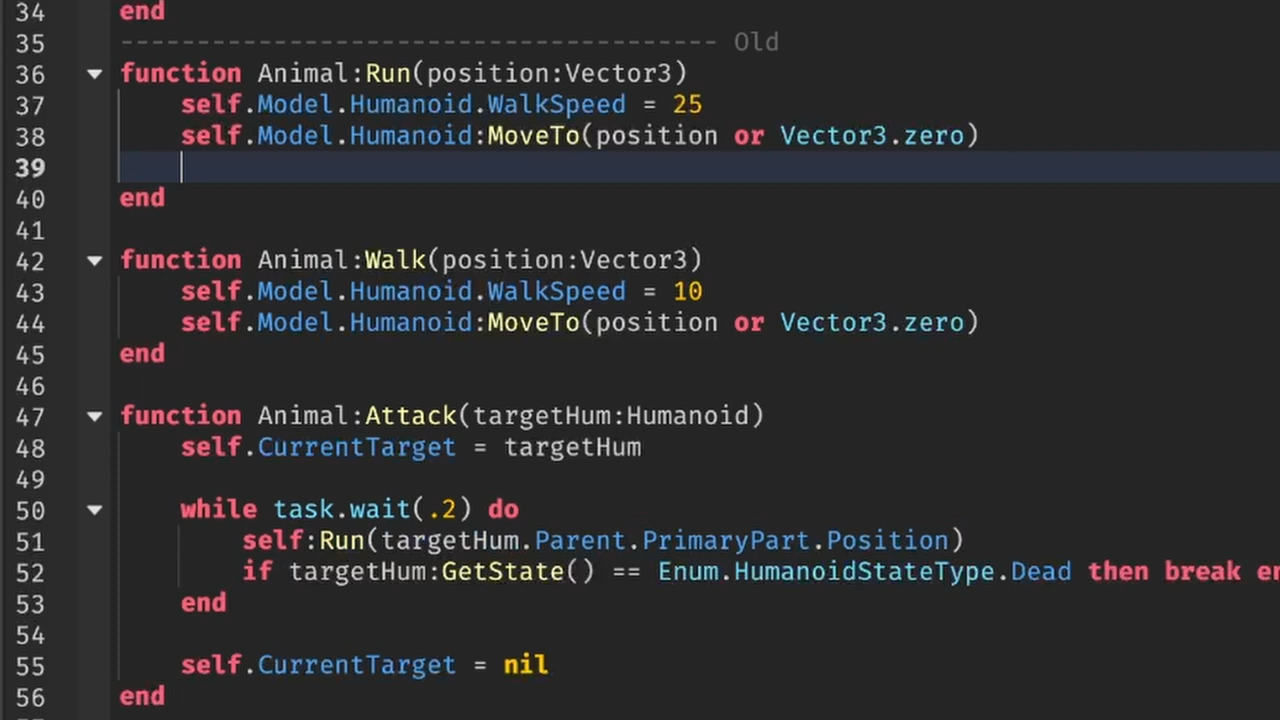 34 end
35 --------------------------------------- Old
36 function Animal:Run(position:Vector3)
37 self.Model.Humanoid.WalkSpeed = 25
38 self.Model.Humanoid:MoveTo(position or Vector3.zero)
39
40 end
41
42 function Animal:Walk(position:Vector3)
43 self.Model.Humanoid.WalkSpeed = 10
44 self.Model.Humanoid:MoveTo(position or Vector3.zero)
45 end
46
47 function Animal:Attack(targetHum:Humanoid)
48 self.CurrentTarget = targetHum
49
50 while task.wait(.2) do
51 self:Run(targetHum.Parent.PrimaryPart.Position)
52 if targetHum:GetState() == Enum.HumanoidStateType.Dead then break
53 end
54
55 self.CurrentTarget = nil
56 end